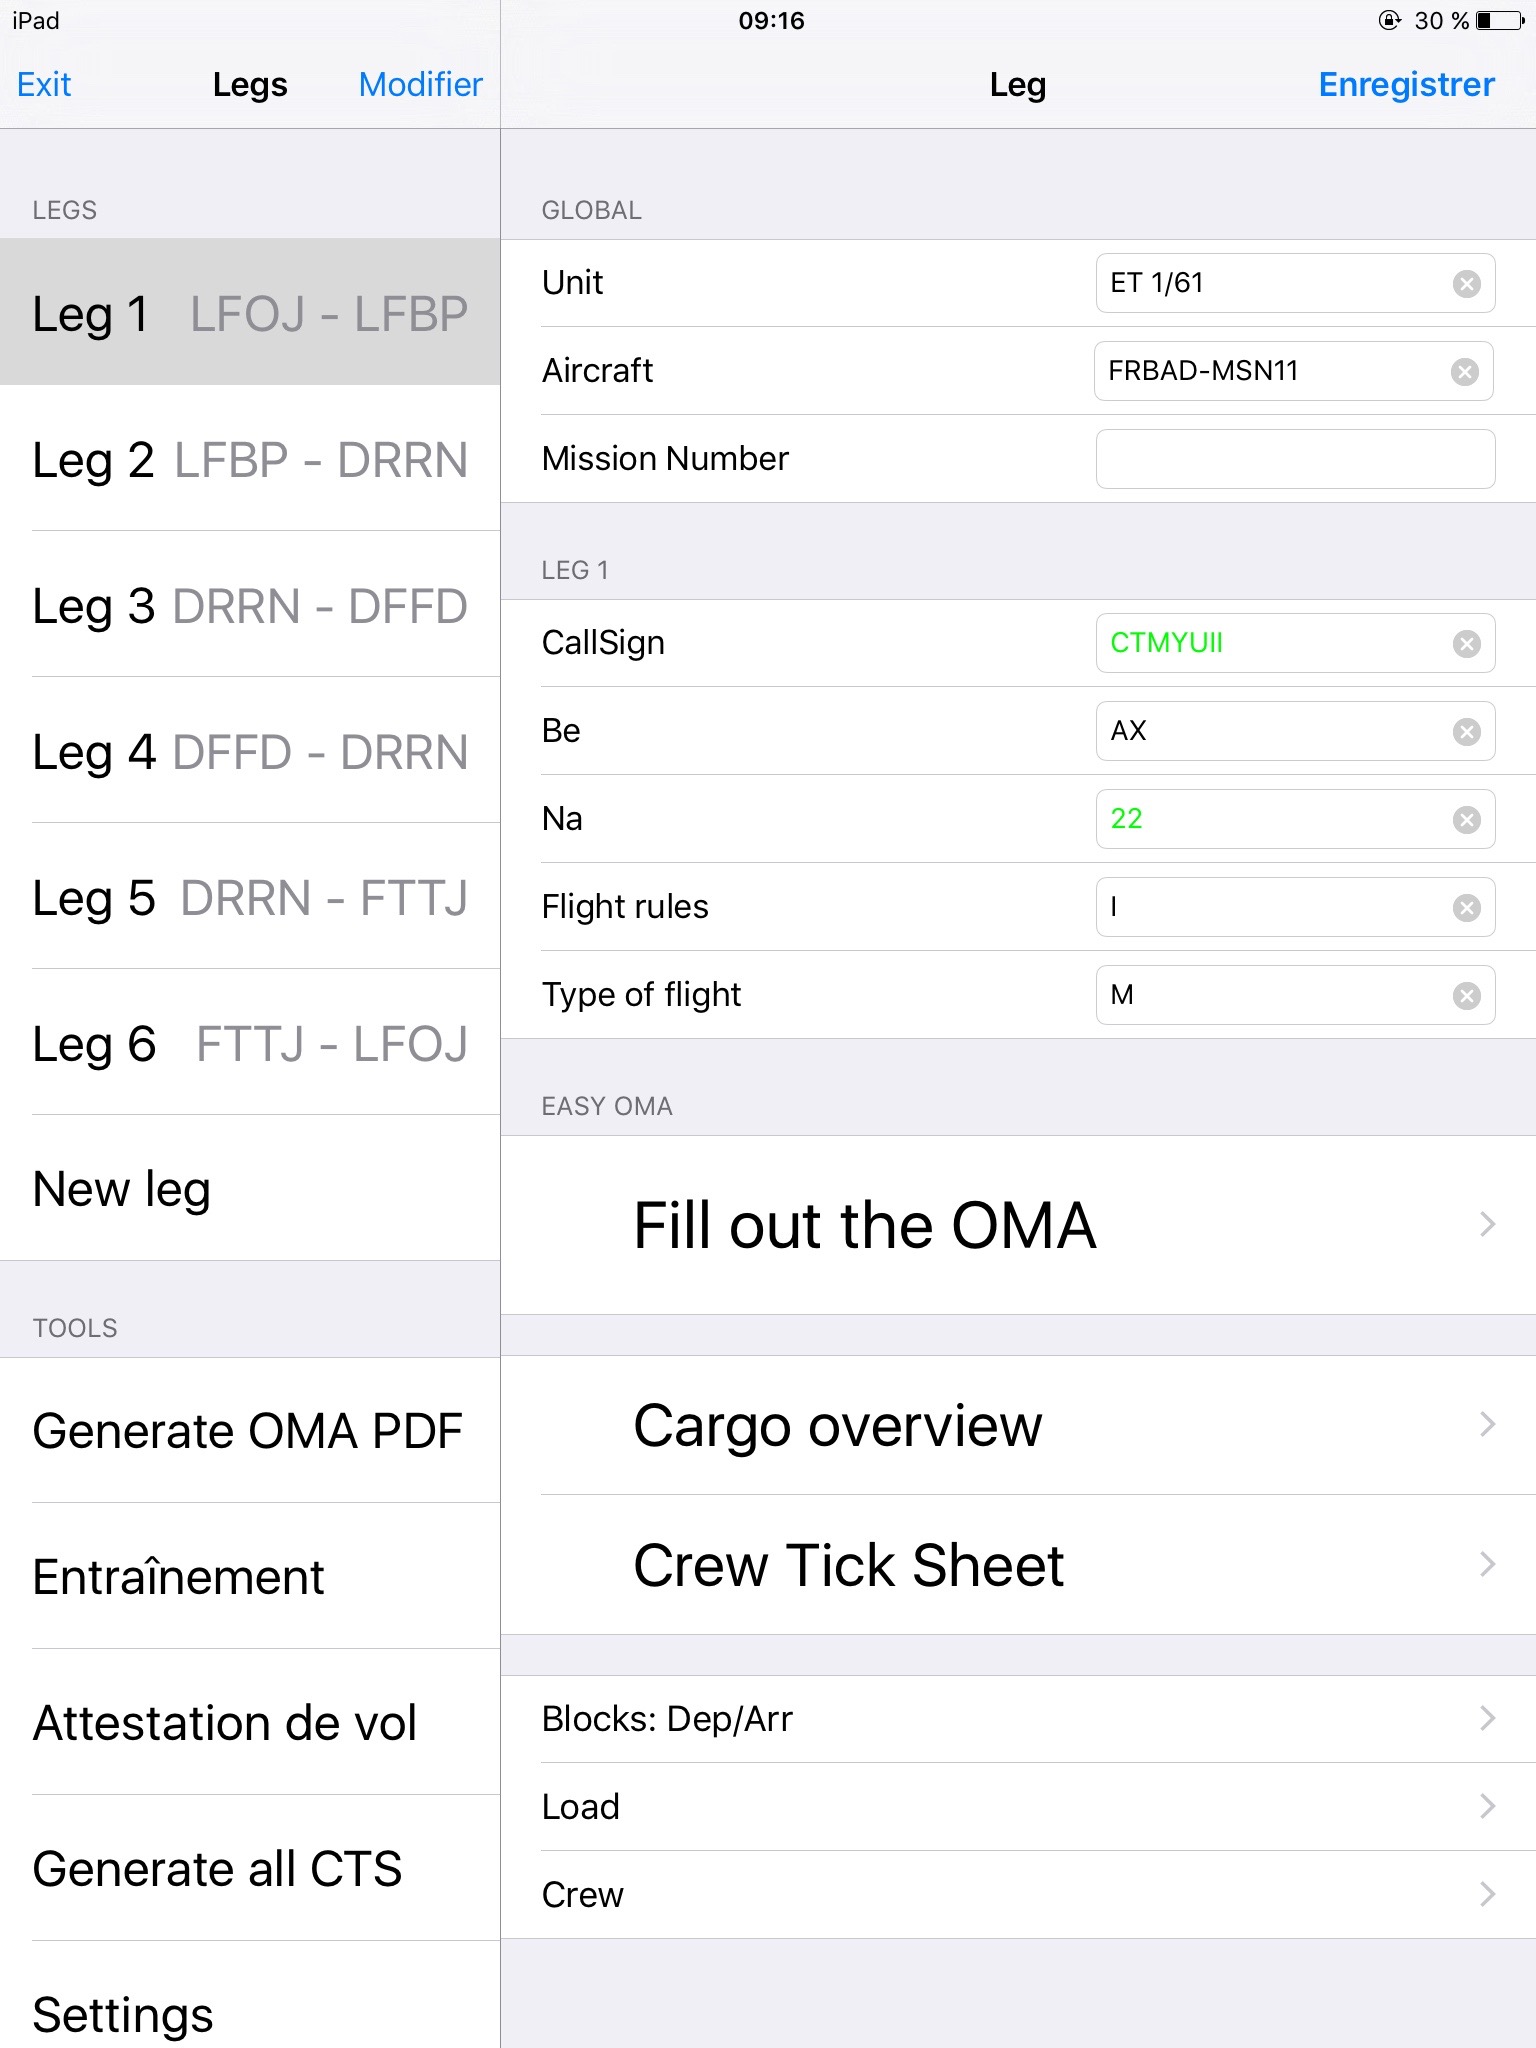 iPad 09:16 30 %
Exit Legs Modifier
Leg Enregistrer
LEGS
Leg 1 LFOJ - LFBP
Leg 2 LFBP - DRRN
Leg 3 DRRN - DFFD
Leg 4 DFFD - DRRN
Leg 5 DRRN - FTTJ
Leg 6 FTTJ - LFOJ
New leg
TOOLS
Generate OMA PDF
Entraînement
Attestation de vol
Generate all CTS
Settings
GLOBAL
Unit ET 1/61
Aircraft FRBAD-MSN11
Mission Number
LEG 1
CallSign CTMYUII
Be AX
Na 22
Flight rules I
Type of flight M
EASY OMA
Fill out the OMA
Cargo overview
Crew Tick Sheet
Blocks: Dep/Arr
Load
Crew